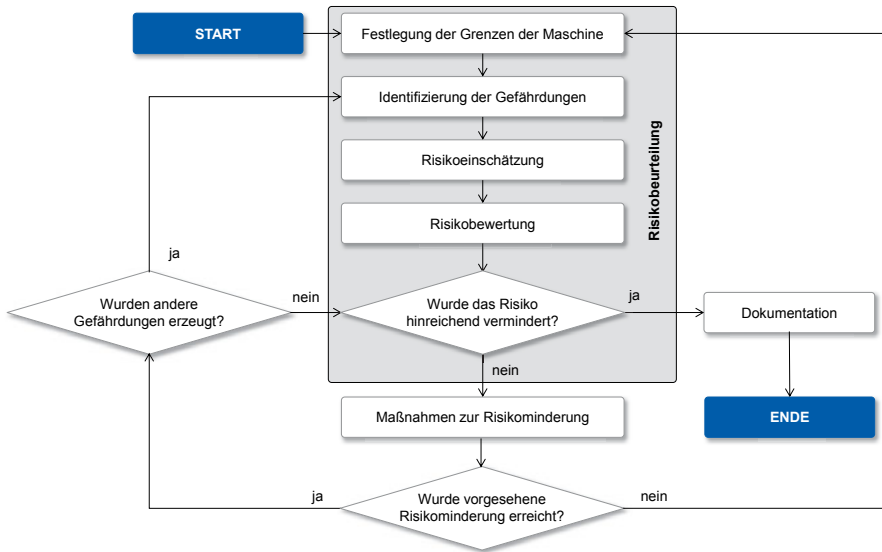 START
Festlegung der Grenzen der Maschine
Identifizierung der Gefährdungen
Risikoeinschätzung
Risikobeurteilung
Risikobewertung
ja
Wurden andere
Gefährdungen erzeugt?
nein
Wurde das Risiko
hinreichend vermindert?
ja
Dokumentation
nein
Maßnahmen zur Risikominderung
ENDE
ja
Wurde vorgesehene
Risikominderung erreicht?
nein